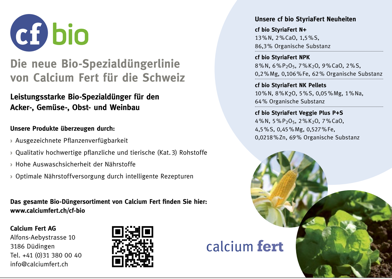 cf bio
Die neue Bio-Spezialdüngerlinie
von Calcium Fert für die Schweiz
Leistungsstarke Bio-Spezialdünger für den
Acker-, Gemüse-, Obst- und Weinbau
Unsere Produkte überzeugen durch:
› Ausgezeichnete Pflanzenverfügbarkeit
› Qualitativ hochwertige pflanzliche und tierische (Kat. 3) Rohstoffe
› Hohe Auswaschsicherheit der Nährstoffe
› Optimale Nährstoffversorgung durch intelligente Rezepturen
Das gesamte Bio-Düngersortiment von Calcium Fert finden Sie hier:
www.calciumfert.ch/cf-bio
Calcium Fert AG
Alfons-Aebystrasse 10
3186 Düdingen
Tel. +41 (0)31 380 00 40
info@calciumfert.ch
Unsere cf bio StyriaFert Neuheiten
cf bio StyriaFert N+
13 % N, 2 % CaO, 1,5 % S,
86,3 % Organische Substanz
cf bio StyriaFert NPK
8 % N, 6 % P₂O₅, 7 % K₂O, 9 % CaO, 2 % S,
0,2 % Mg, 0,106 % Fe, 62 % Organische Substanz
cf bio StyriaFert NK Pellets
10 % N, 8 % K₂O, 5 % S, 0,05 % Mg, 1 % Na,
64 % Organische Substanz
cf bio StyriaFert Veggie Plus P+S
4 % N, 5 % P₂O₅, 2 % K₂O, 7 % CaO,
4,5 % S, 0,45 % Mg, 0,527 % Fe,
0,0218 % Zn, 69 % Organische Substanz
calcium fert